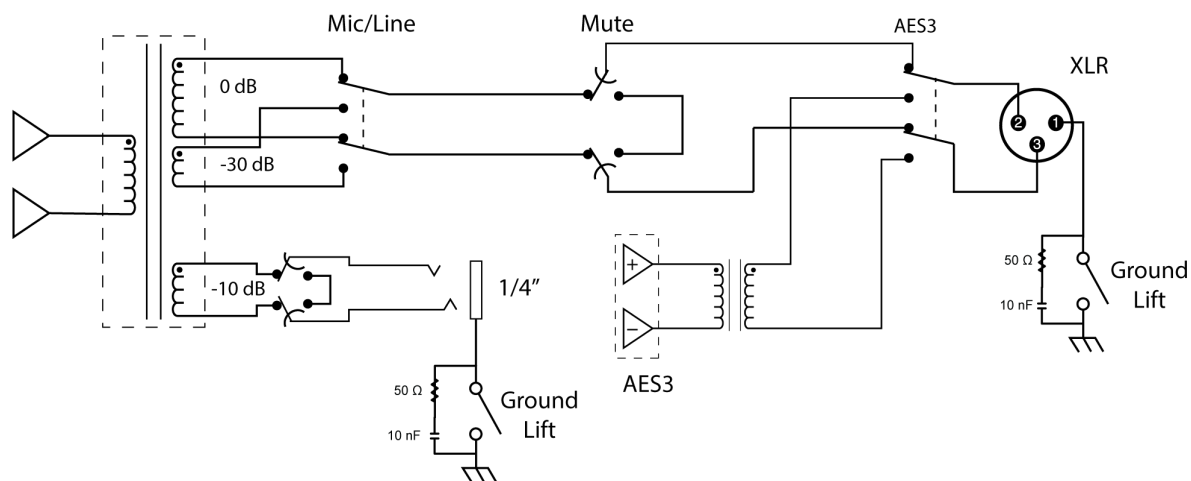 Mic/Line
Mute
AES3
XLR
0 dB
-30 dB
2
1
3
-10 dB
1/4”
+
−
AES3
50 Ω
10 nF
Ground
Lift
50 Ω
10 nF
Ground
Lift